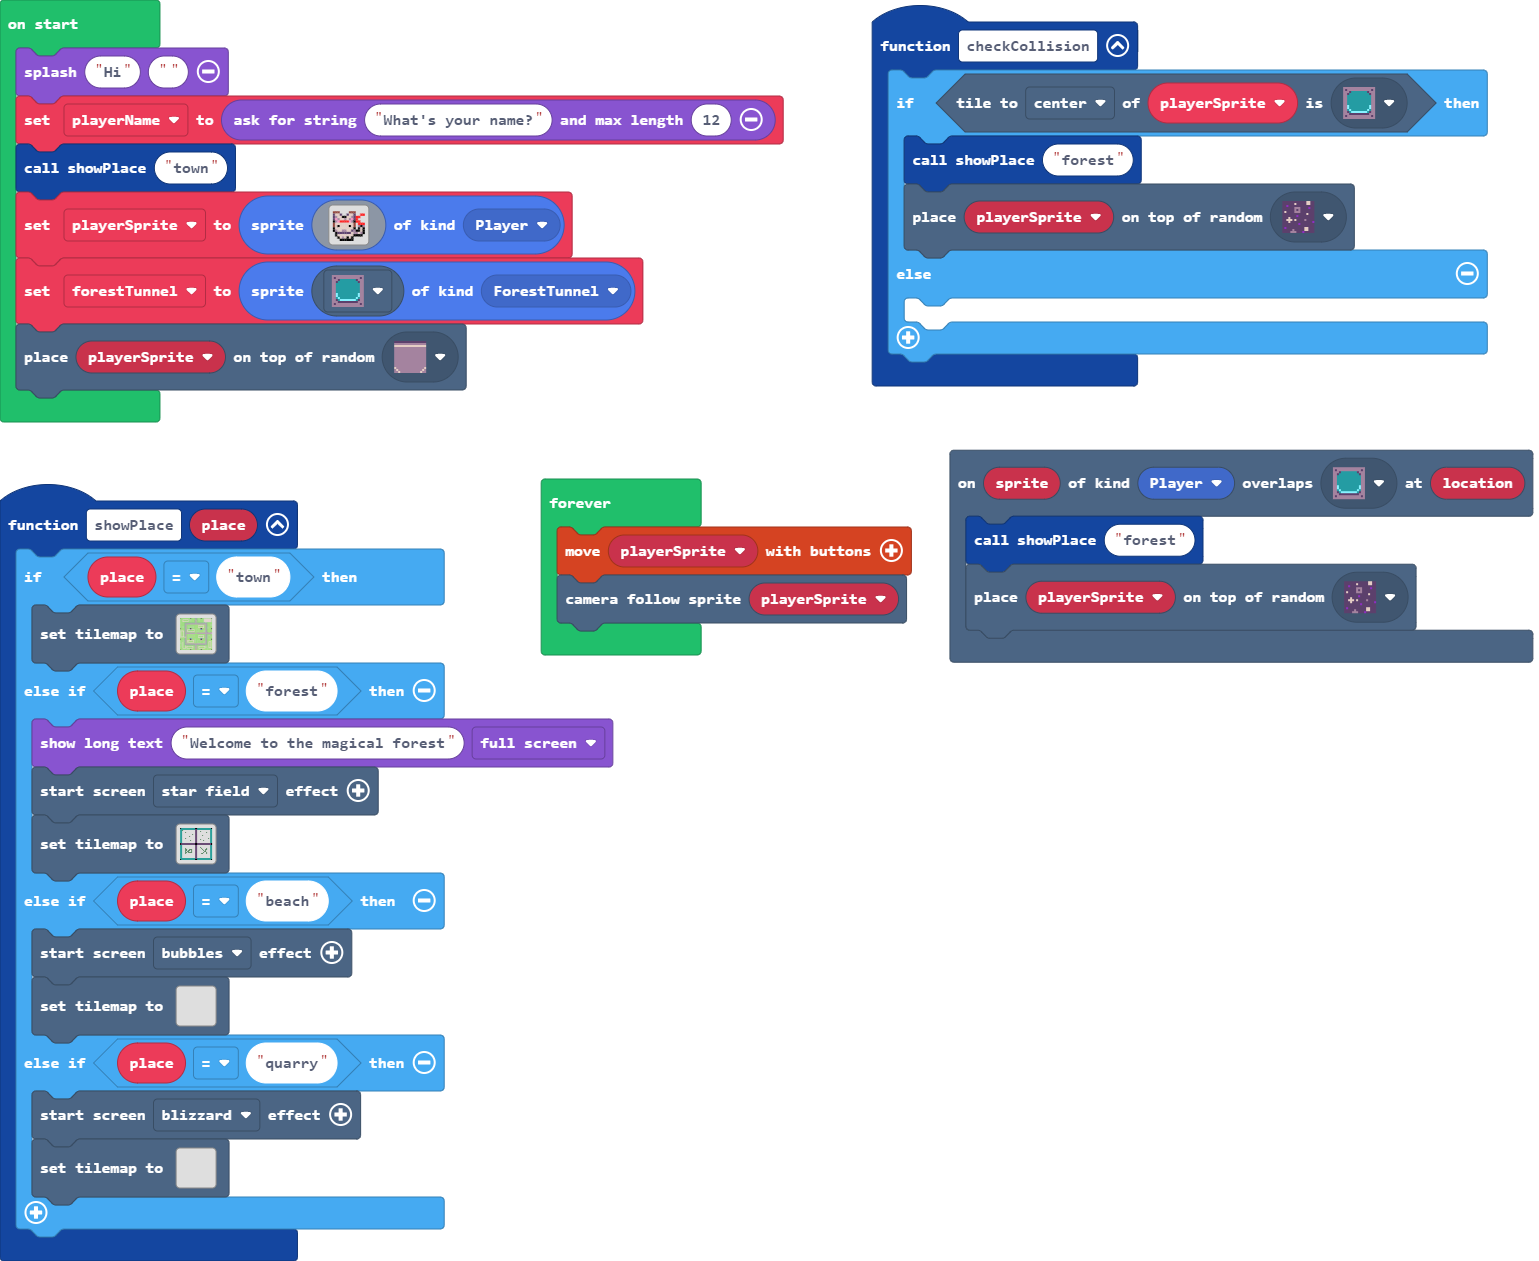 on start
splash "Hi" " "
set playerName to ask for string "What's your name?" and max length 12
call showPlace "town"
set playerSprite to sprite of kind Player
set forestTunnel to sprite of kind ForestTunnel
place playerSprite on top of random
function checkCollision
if tile to center of playerSprite is then
call showPlace "forest"
place playerSprite on top of random
else
function showPlace place
if place = "town" then
set tilemap to
else if place = "forest" then
show long text "Welcome to the magical forest" full screen
start screen star field effect
set tilemap to
else if place = "beach" then
start screen bubbles effect
set tilemap to
else if place = "quarry" then
start screen blizzard effect
set tilemap to
forever
move playerSprite with buttons
camera follow sprite playerSprite
on sprite of kind Player overlaps at location
call showPlace "forest"
place playerSprite on top of random